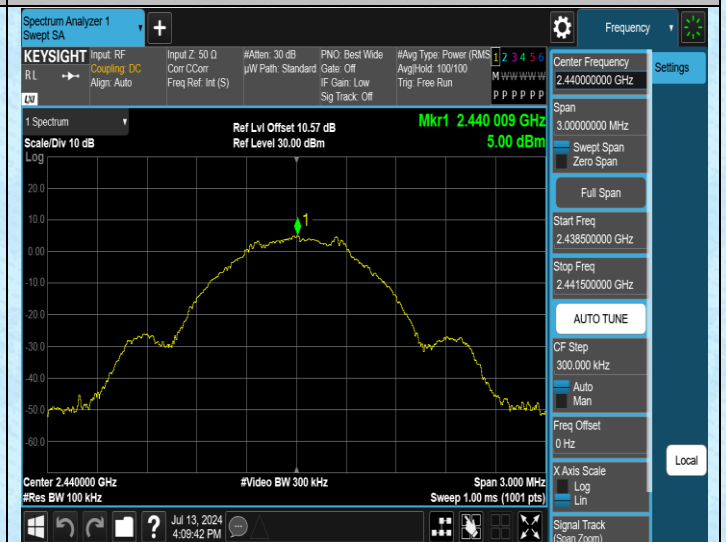 Spectrum Analyzer 1
Swept SA
+
Frequency
KEYSIGHT
RL
LXI
Input: RF
Coupling: DC
Align: Auto
Input Z: 50 Ω
Corr CCorr
Freq Ref: Int (S)
#Atten: 30 dB
µW Path: Standard
PNO: Best Wide
Gate: Off
IF Gain: Low
Sig Track: Off
#Avg Type: Power (RMS
Avg|Hold: 100/100
Trig: Free Run
1 2 3 4 5 6
M W W W W W
P P P P P P
1 Spectrum
Scale/Div 10 dB
Log
Ref Lvl Offset 10.57 dB
Ref Level 30.00 dBm
Mkr1 2.440 009 GHz
5.00 dBm
20.0
10.0
0.00
-10.0
-20.0
-30.0
-40.0
-50.0
-60.0
1
Center 2.440000 GHz
#Res BW 100 kHz
#Video BW 300 kHz
Span 3.000 MHz
Sweep 1.00 ms (1001 pts)
?
Jul 13, 2024
4:09:42 PM
Center Frequency
2.440000000 GHz
Span
3.00000000 MHz
Swept Span
Zero Span
Full Span
Start Freq
2.438500000 GHz
Stop Freq
2.441500000 GHz
AUTO TUNE
CF Step
300.000 kHz
Auto
Man
Freq Offset
0 Hz
X Axis Scale
Log
Lin
Signal Track
(Span Zoom)
Settings
Local